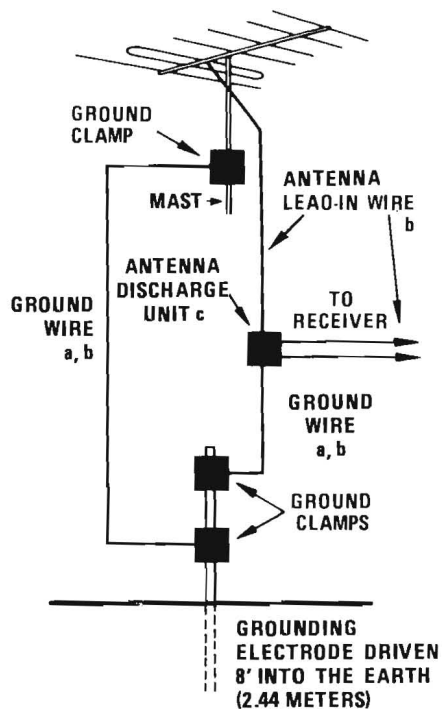 GROUND
CLAMP
MAST
ANTENNA
LEAD-IN WIRE
b
ANTENNA
DISCHARGE
UNIT c
TO
RECEIVER
GROUND
WIRE
a, b
GROUND
WIRE
a, b
GROUND
CLAMPS
GROUNDING
ELECTRODE DRIVEN
8' INTO THE EARTH
(2.44 METERS)